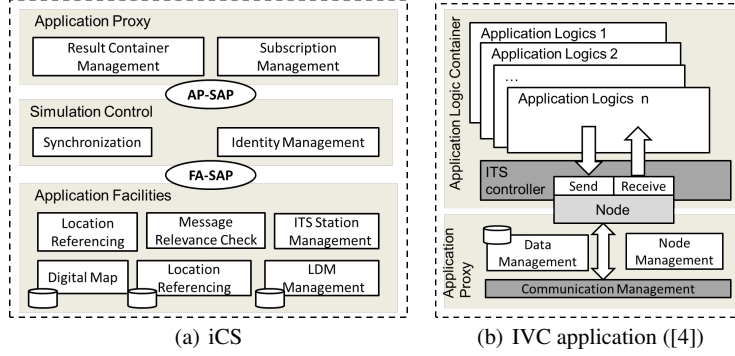 Application Proxy
Result Container
Management
Subscription
Management
AP-SAP
Simulation Control
Synchronization
Identity Management
FA-SAP
Application Facilities
Location
Referencing
Message
Relevance Check
ITS Station
Management
Digital Map
Location
Referencing
LDM
Management
(a) iCS
Application Logic Container
Application Logics 1
Application Logics 2
...
Application Logics n
ITS
controller
Send
Receive
Node
Application
Proxy
Data
Management
Node
Management
Communication Management
(b) IVC application ([4])